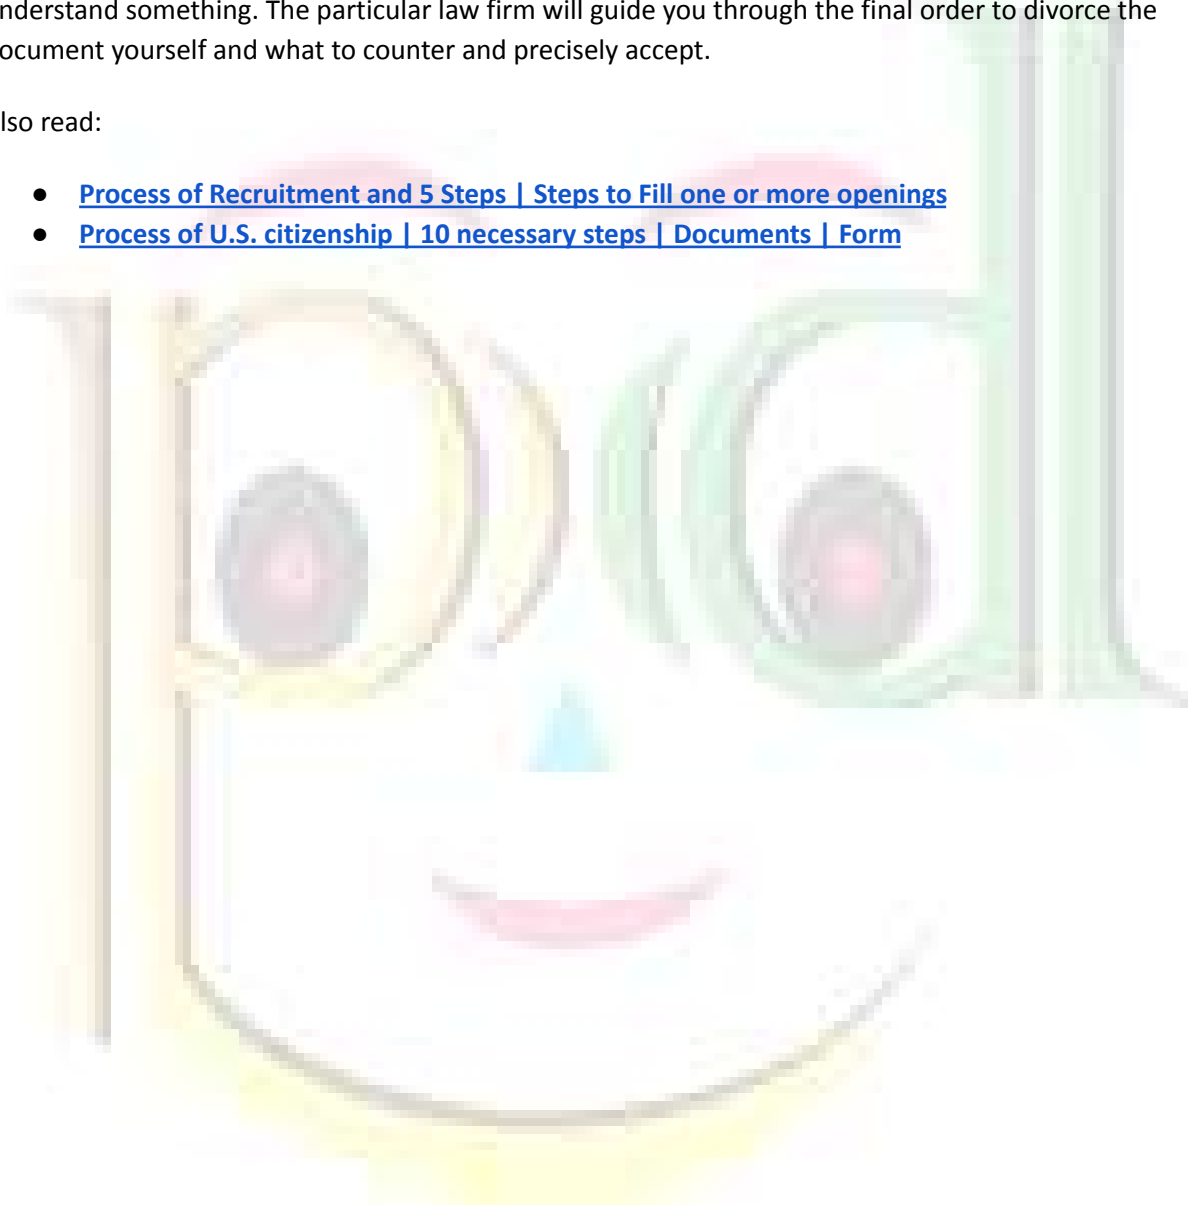 nderstand something. The particular law firm will guide you through the final order to divorce the
ocument yourself and what to counter and precisely accept.
lso read:
● Process of Recruitment and 5 Steps | Steps to Fill one or more openings
● Process of U.S. citizenship | 10 necessary steps | Documents | Form